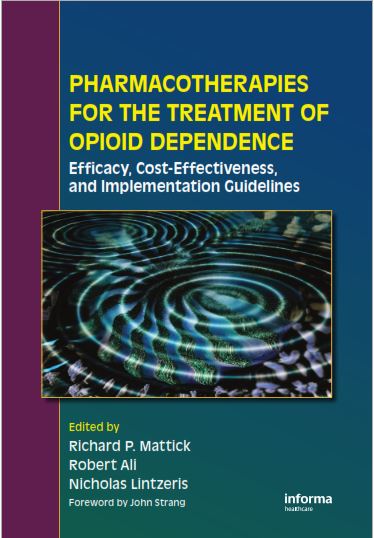 PHARMACOTHERAPIES
FOR THE TREATMENT OF
OPIOID DEPENDENCE
Efficacy, Cost-Effectiveness,
and Implementation Guidelines
Edited by
Richard P. Mattick
Robert Ali
Nicholas Lintzeris
Foreword by John Strang
informa
healthcare